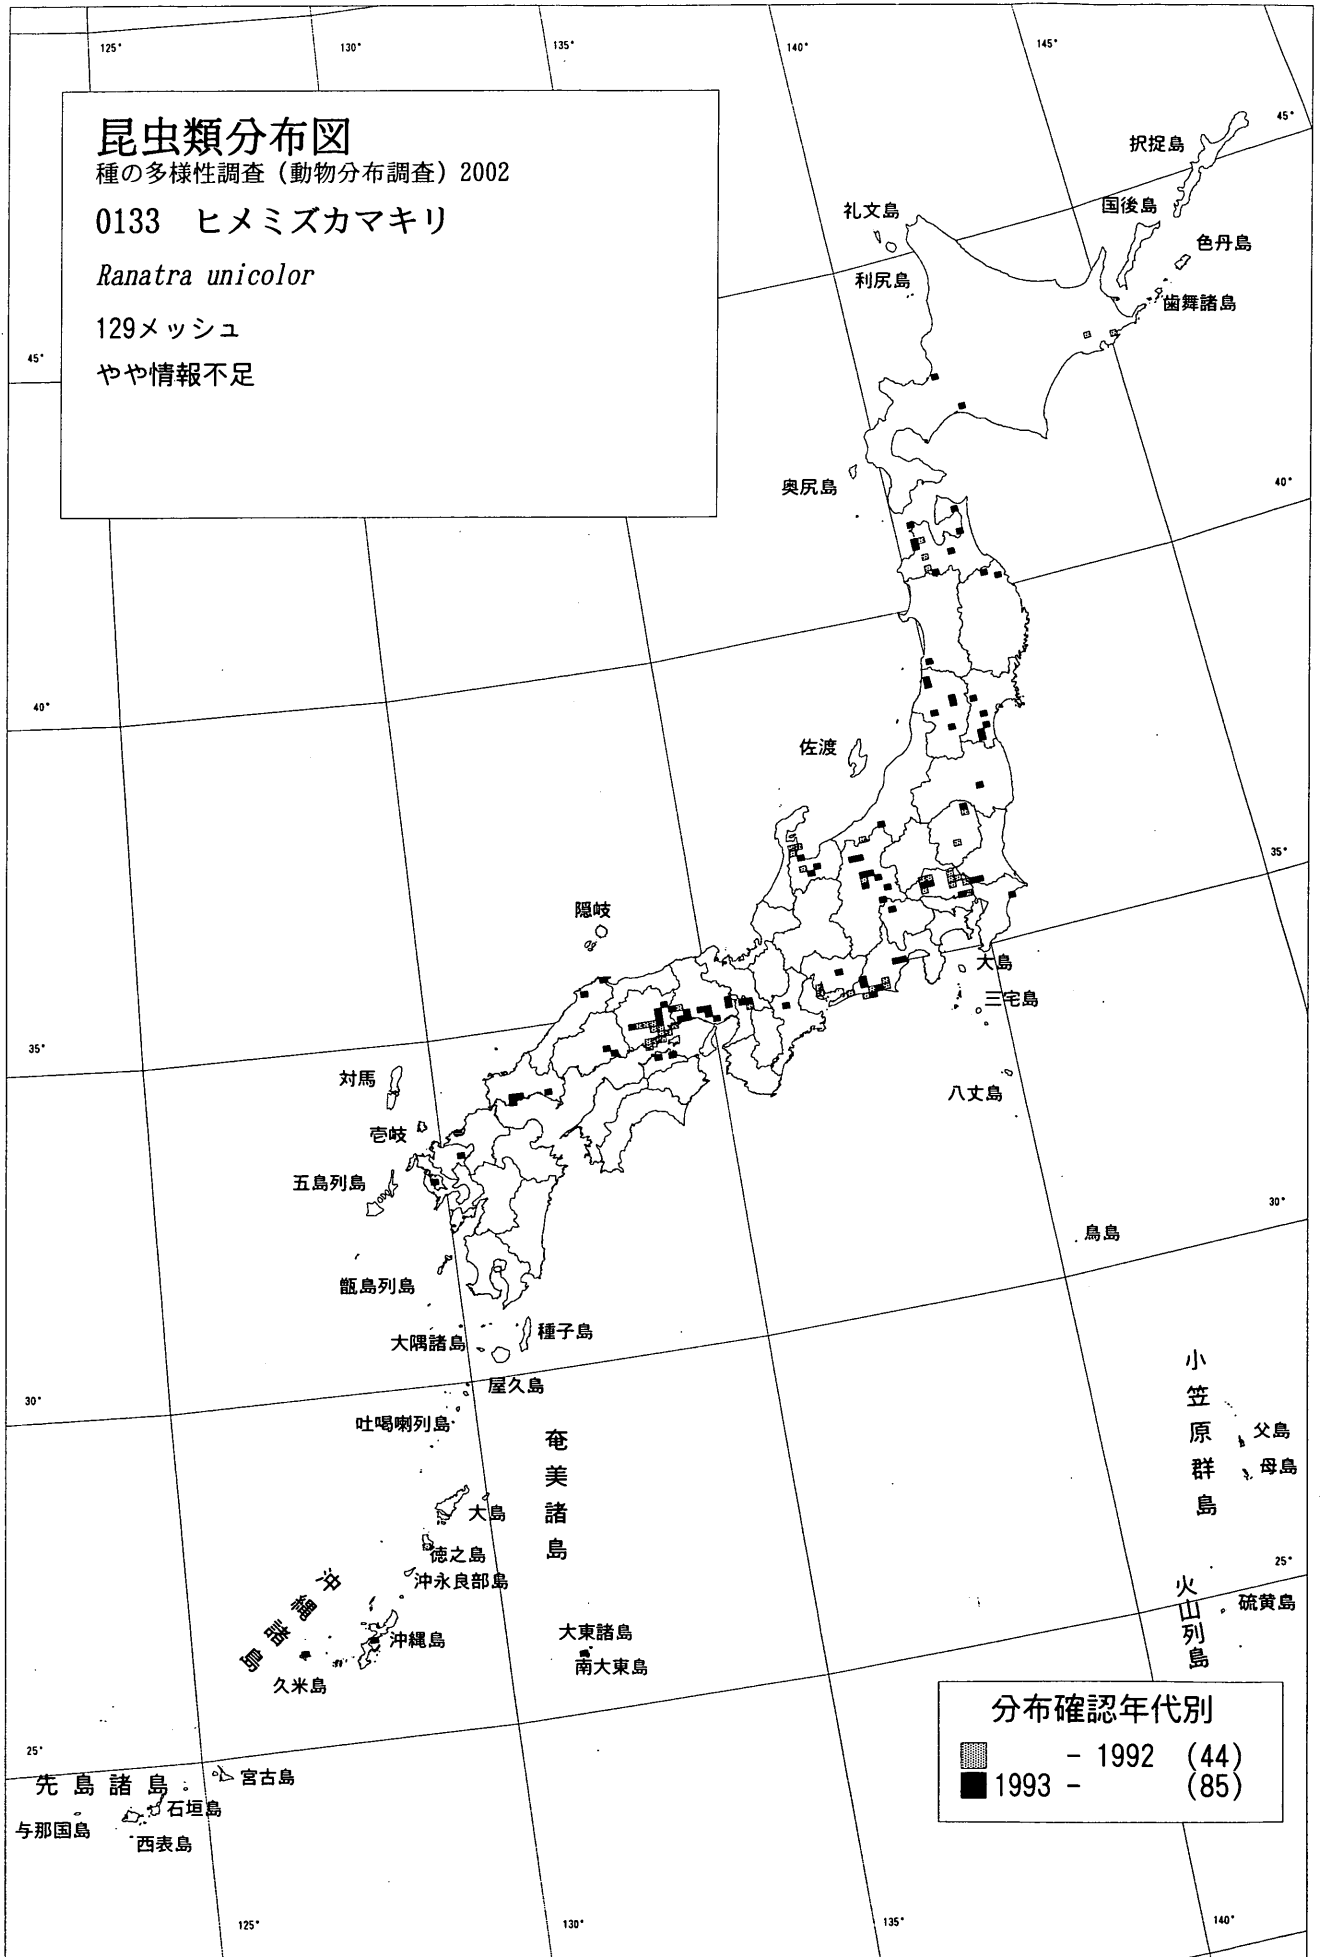 125°
130°
135°
140°
145°
昆虫類分布図
種の多様性調査（動物分布調査）2002
0133　ヒメミズカマキリ
Ranatra unicolor
129メッシュ
やや情報不足
45°
択捉島
国後島
色丹島
歯舞諸島
礼文島
利尻島
45°
奥尻島
40°
40°
佐渡
35°
隠岐
大島
三宅島
八丈島
35°
対馬
壱岐
五島列島
甑島列島
30°
鳥島
大隅諸島
種子島
屋久島
30°
吐喝喇列島
奄美諸島
小笠原群島
父島
母島
大島
徳之島
沖永良部島
25°
火山列島
硫黄島
沖縄諸島
沖縄島
久米島
大東諸島
南大東島
分布確認年代別
- 1992 (44)
1993 - (85)
25°
先島諸島
宮古島
石垣島
与那国島
西表島
125°
130°
135°
140°